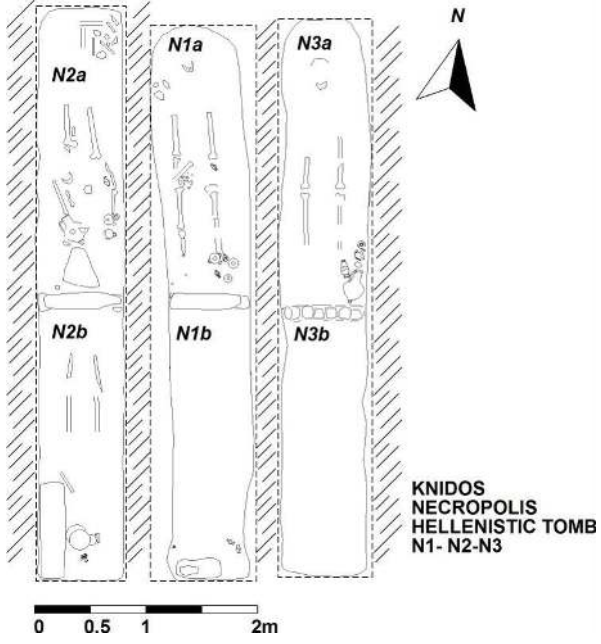 N
N2a
N1a
N3a
N2b
N1b
N3b
KNIDOS
NECROPOLIS
HELLENISTIC TOMB
N1- N2-N3
0 0.5 1 2m